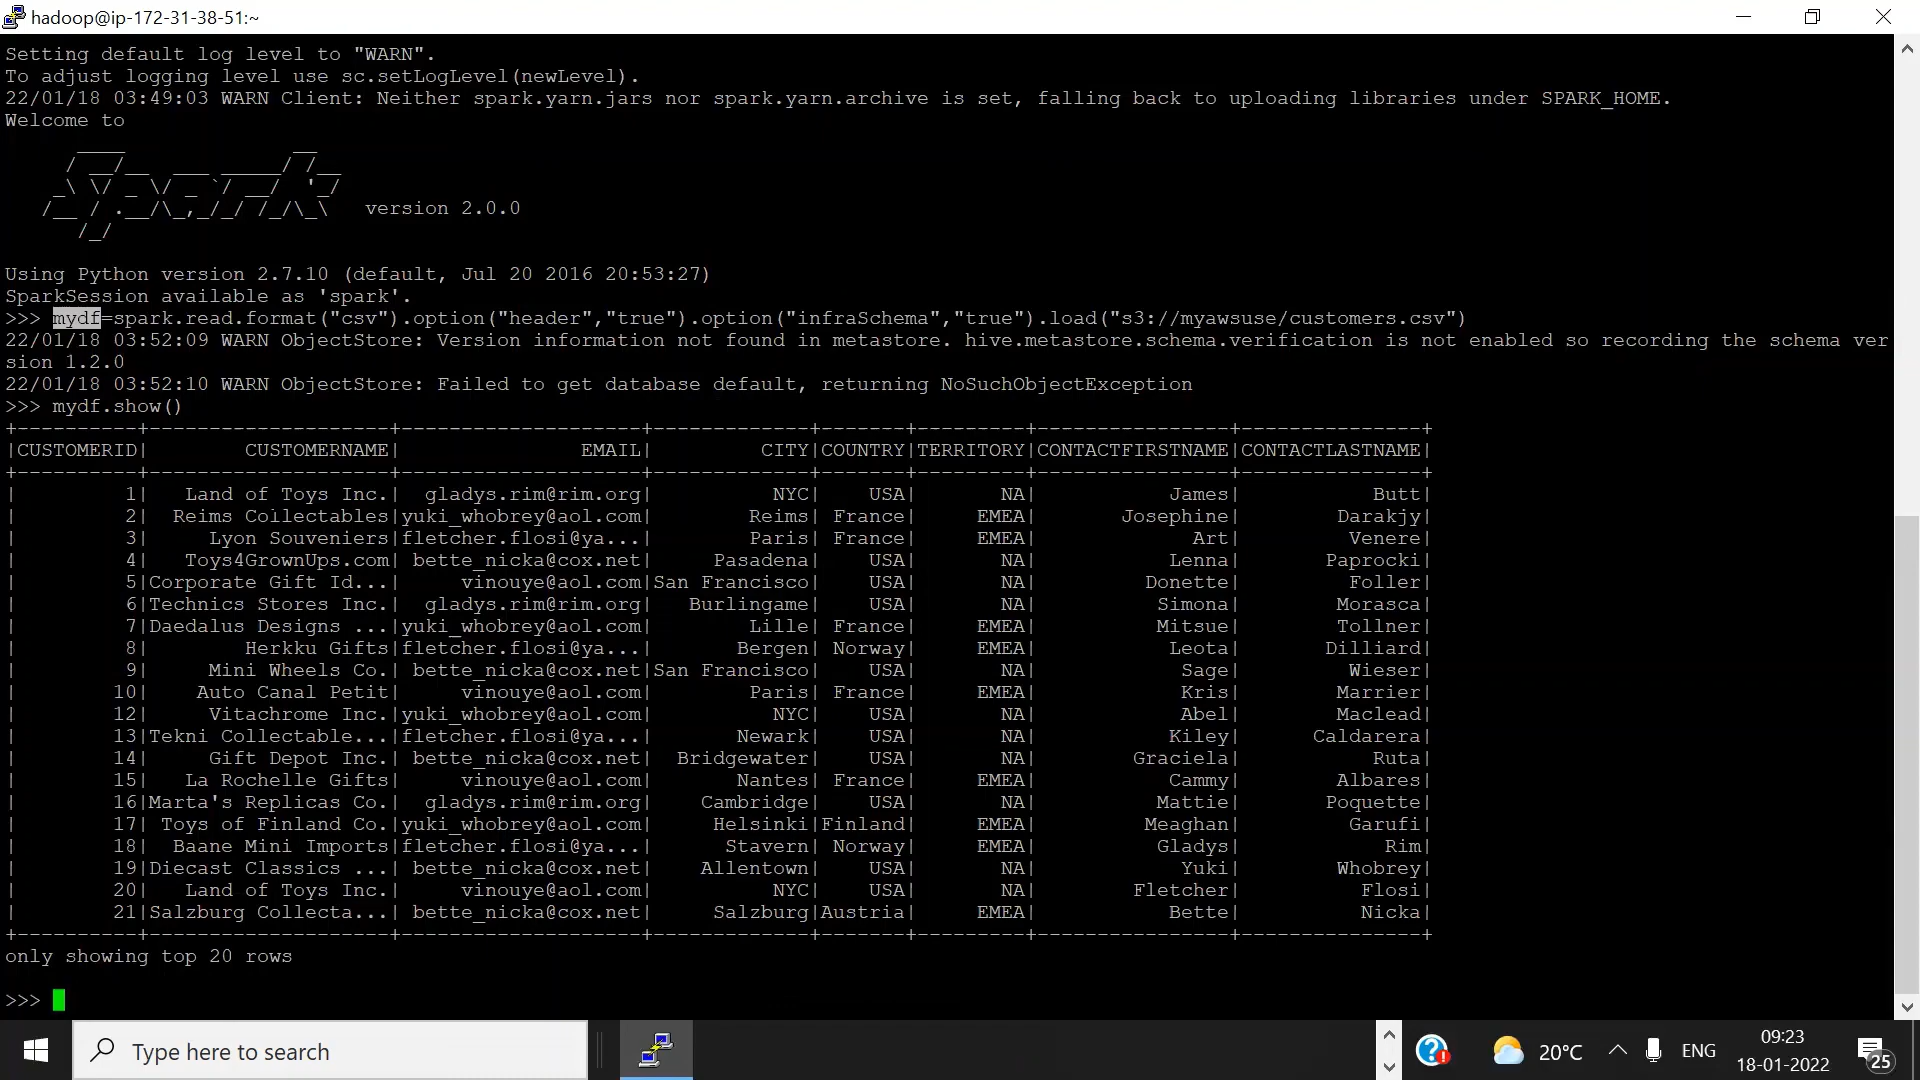 hadoop@ip-172-31-38-51:~
Setting default log level to "WARN".
To adjust logging level use sc.setLogLevel(newLevel).
22/01/18 03:49:03 WARN Client: Neither spark.yarn.jars nor spark.yarn.archive is set, falling back to uploading libraries under SPARK_HOME.
Welcome to
      ____              __
     / __/__  ___ _____/ /__
    _\ \/ _ \/ _ `/ __/  '_/
   /__ / .__/\_,_/_/ /_/\_\   version 2.0.0
      /_/
Using Python version 2.7.10 (default, Jul 20 2016 20:53:27)
SparkSession available as 'spark'.
>>> mydf=spark.read.format("csv").option("header","true").option("infraSchema","true").load("s3://myawsuse/customers.csv")
22/01/18 03:52:09 WARN ObjectStore: Version information not found in metastore. hive.metastore.schema.verification is not enabled so recording the schema ver
sion 1.2.0
22/01/18 03:52:10 WARN ObjectStore: Failed to get database default, returning NoSuchObjectException
>>> mydf.show()
+----------+--------------------+--------------------+-------------+-------+---------+----------------+---------------+
|CUSTOMERID|        CUSTOMERNAME|               EMAIL|         CITY|COUNTRY|TERRITORY|CONTACTFIRSTNAME|CONTACTLASTNAME|
+----------+--------------------+--------------------+-------------+-------+---------+----------------+---------------+
|         1|   Land of Toys Inc.|  gladys.rim@rim.org|          NYC|    USA|       NA|           James|           Butt|
|         2|  Reims Collectables|yuki_whobrey@aol.com|        Reims| France|     EMEA|       Josephine|       Darakjy|
|         3|     Lyon Souveniers|fletcher.flosi@ya...|        Paris| France|     EMEA|             Art|         Venere|
|         4|   Toys4GrownUps.com| bette_nicka@cox.net|     Pasadena|    USA|       NA|           Lenna|       Paprocki|
|         5|Corporate Gift Id...|     vinouye@aol.com|San Francisco|    USA|       NA|         Donette|         Foller|
|         6|Technics Stores Inc.|  gladys.rim@rim.org|   Burlingame|    USA|       NA|          Simona|        Morasca|
|         7|Daedalus Designs ...|yuki_whobrey@aol.com|        Lille| France|     EMEA|          Mitsue|        Tollner|
|         8|        Herkku Gifts|fletcher.flosi@ya...|       Bergen| Norway|     EMEA|           Leota|      Dilliard|
|         9|     Mini Wheels Co.| bette_nicka@cox.net|San Francisco|    USA|       NA|            Sage|         Wieser|
|        10|    Auto Canal Petit|     vinouye@aol.com|        Paris| France|     EMEA|            Kris|        Marrier|
|        12|     Vitachrome Inc.|yuki_whobrey@aol.com|          NYC|    USA|       NA|            Abel|        Maclead|
|        13|Tekni Collectable...|fletcher.flosi@ya...|       Newark|    USA|       NA|           Kiley|      Caldarera|
|        14|     Gift Depot Inc.| bette_nicka@cox.net|  Bridgewater|    USA|       NA|        Graciela|           Ruta|
|        15|   La Rochelle Gifts|     vinouye@aol.com|       Nantes| France|     EMEA|           Cammy|        Albares|
|        16|Marta's Replicas Co.|  gladys.rim@rim.org|    Cambridge|    USA|       NA|          Mattie|       Poquette|
|        17| Toys of Finland Co.|yuki_whobrey@aol.com|     Helsinki|Finland|     EMEA|         Meaghan|         Garufi|
|        18|  Baane Mini Imports|fletcher.flosi@ya...|      Stavern| Norway|     EMEA|          Gladys|            Rim|
|        19|Diecast Classics ...| bette_nicka@cox.net|    Allentown|    USA|       NA|            Yuki|        Whobrey|
|        20|   Land of Toys Inc.|     vinouye@aol.com|          NYC|    USA|       NA|        Fletcher|          Flosi|
|        21|Salzburg Collecta...| bette_nicka@cox.net|     Salzburg|Austria|     EMEA|           Bette|          Nicka|
+----------+--------------------+--------------------+-------------+-------+---------+----------------+---------------+
only showing top 20 rows
>>>
Type here to search
20°C
ENG
09:23
18-01-2022
25